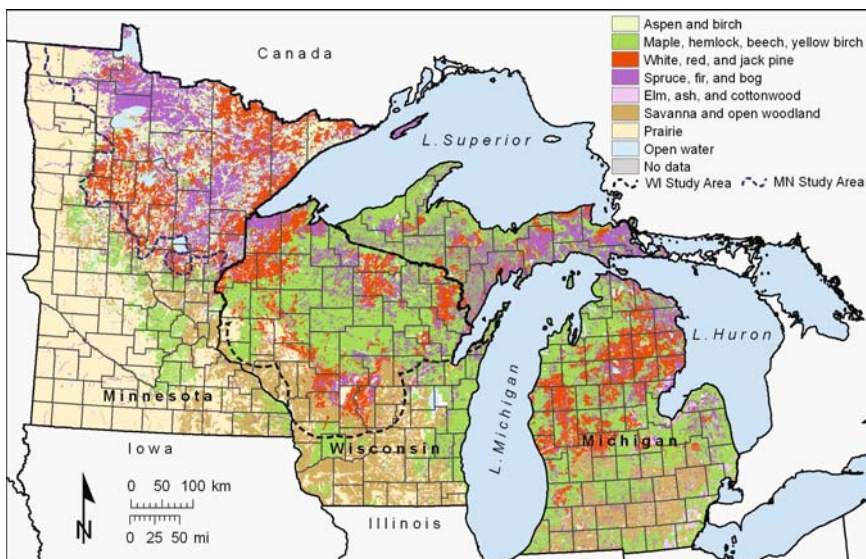 Canada
Aspen and birch
Maple, hemlock, beech, yellow birch
White, red, and jack pine
Spruce, fir, and bog
Elm, ash, and cottonwood
Savanna and open woodland
Prairie
Open water
No data
WI Study Area MN Study Area
L. Superior
L. Huron
L. Michigan
Minnesota
Wisconsin
Michigan
Iowa
Illinois
N
0 50 100 km
0 25 50 mi